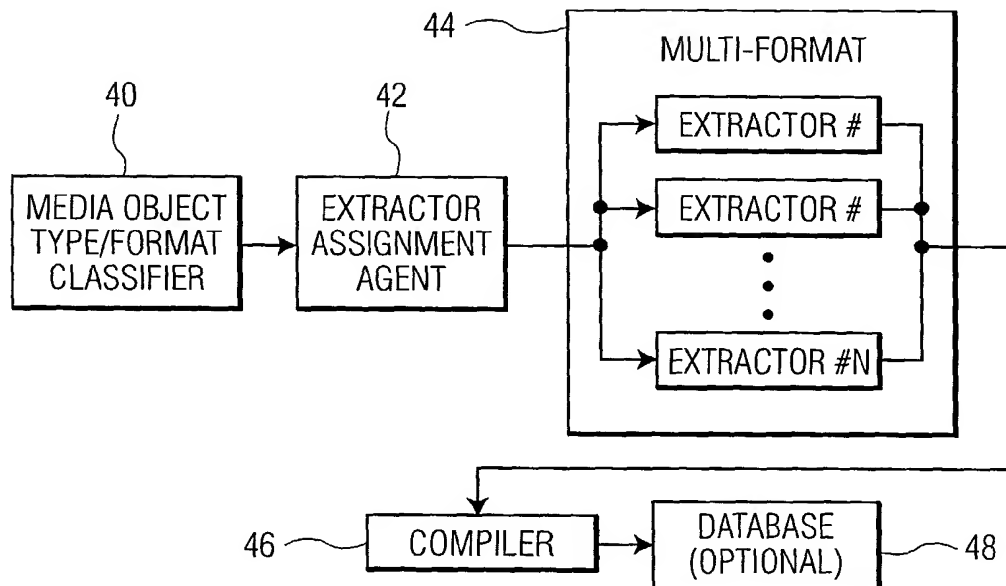 44
MULTI-FORMAT
40
42
EXTRACTOR #
MEDIA OBJECT
TYPE/FORMAT
CLASSIFIER
EXTRACTOR
ASSIGNMENT
AGENT
EXTRACTOR #
EXTRACTOR #N
46
COMPILER
DATABASE
(OPTIONAL)
48